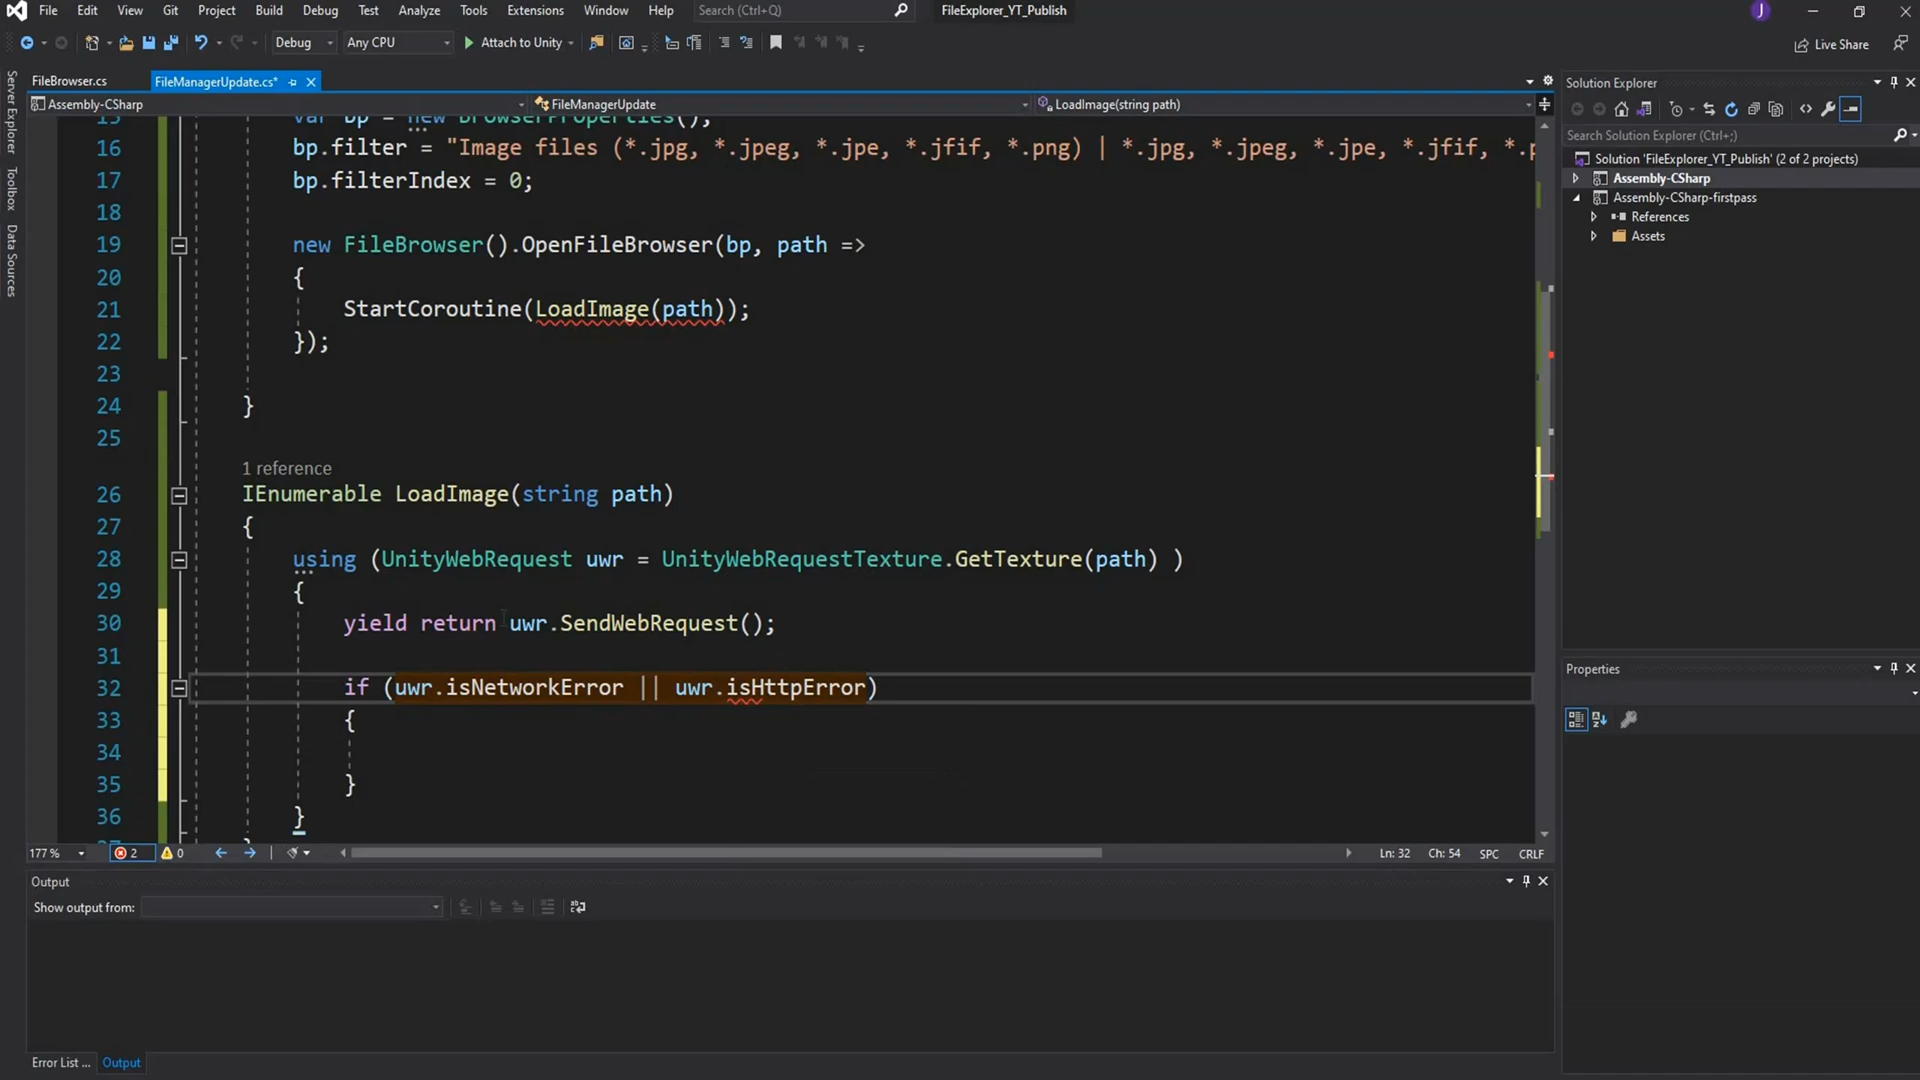 File Edit View Git Project Build Debug Test Analyze Tools Extensions Window Help Search (Ctrl+Q) FileExplorer_YT_Publish J
Debug Any CPU Attach to Unity Live Share
FileBrowser.cs FileManagerUpdate.cs*
Assembly-CSharp FileManagerUpdate LoadImage(string path)
Server Explorer
Toolbox
Data Sources
15 var bp = new BrowserProperties();
16 bp.filter = "Image files (*.jpg, *.jpeg, *.jpe, *.jfif, *.png) | *.jpg, *.jpeg, *.jpe, *.jfif, *.p
17 bp.filterIndex = 0;
18
19 new FileBrowser().OpenFileBrowser(bp, path =>
20 {
21 StartCoroutine(LoadImage(path));
22 });
23
24 }
25
1 reference
26 IEnumerable LoadImage(string path)
27 {
28 using (UnityWebRequest uwr = UnityWebRequestTexture.GetTexture(path) )
29 {
30 yield return uwr.SendWebRequest();
31
32 if (uwr.isNetworkError || uwr.isHttpError)
33 {
34
35 }
36 }
177 % 2 0 Ln: 32 Ch: 54 SPC CRLF
Output
Show output from:
Error List ... Output
Solution Explorer
Search Solution Explorer (Ctrl+;)
Solution 'FileExplorer_YT_Publish' (2 of 2 projects)
Assembly-CSharp
Assembly-CSharp-firstpass
References
Assets
Properties